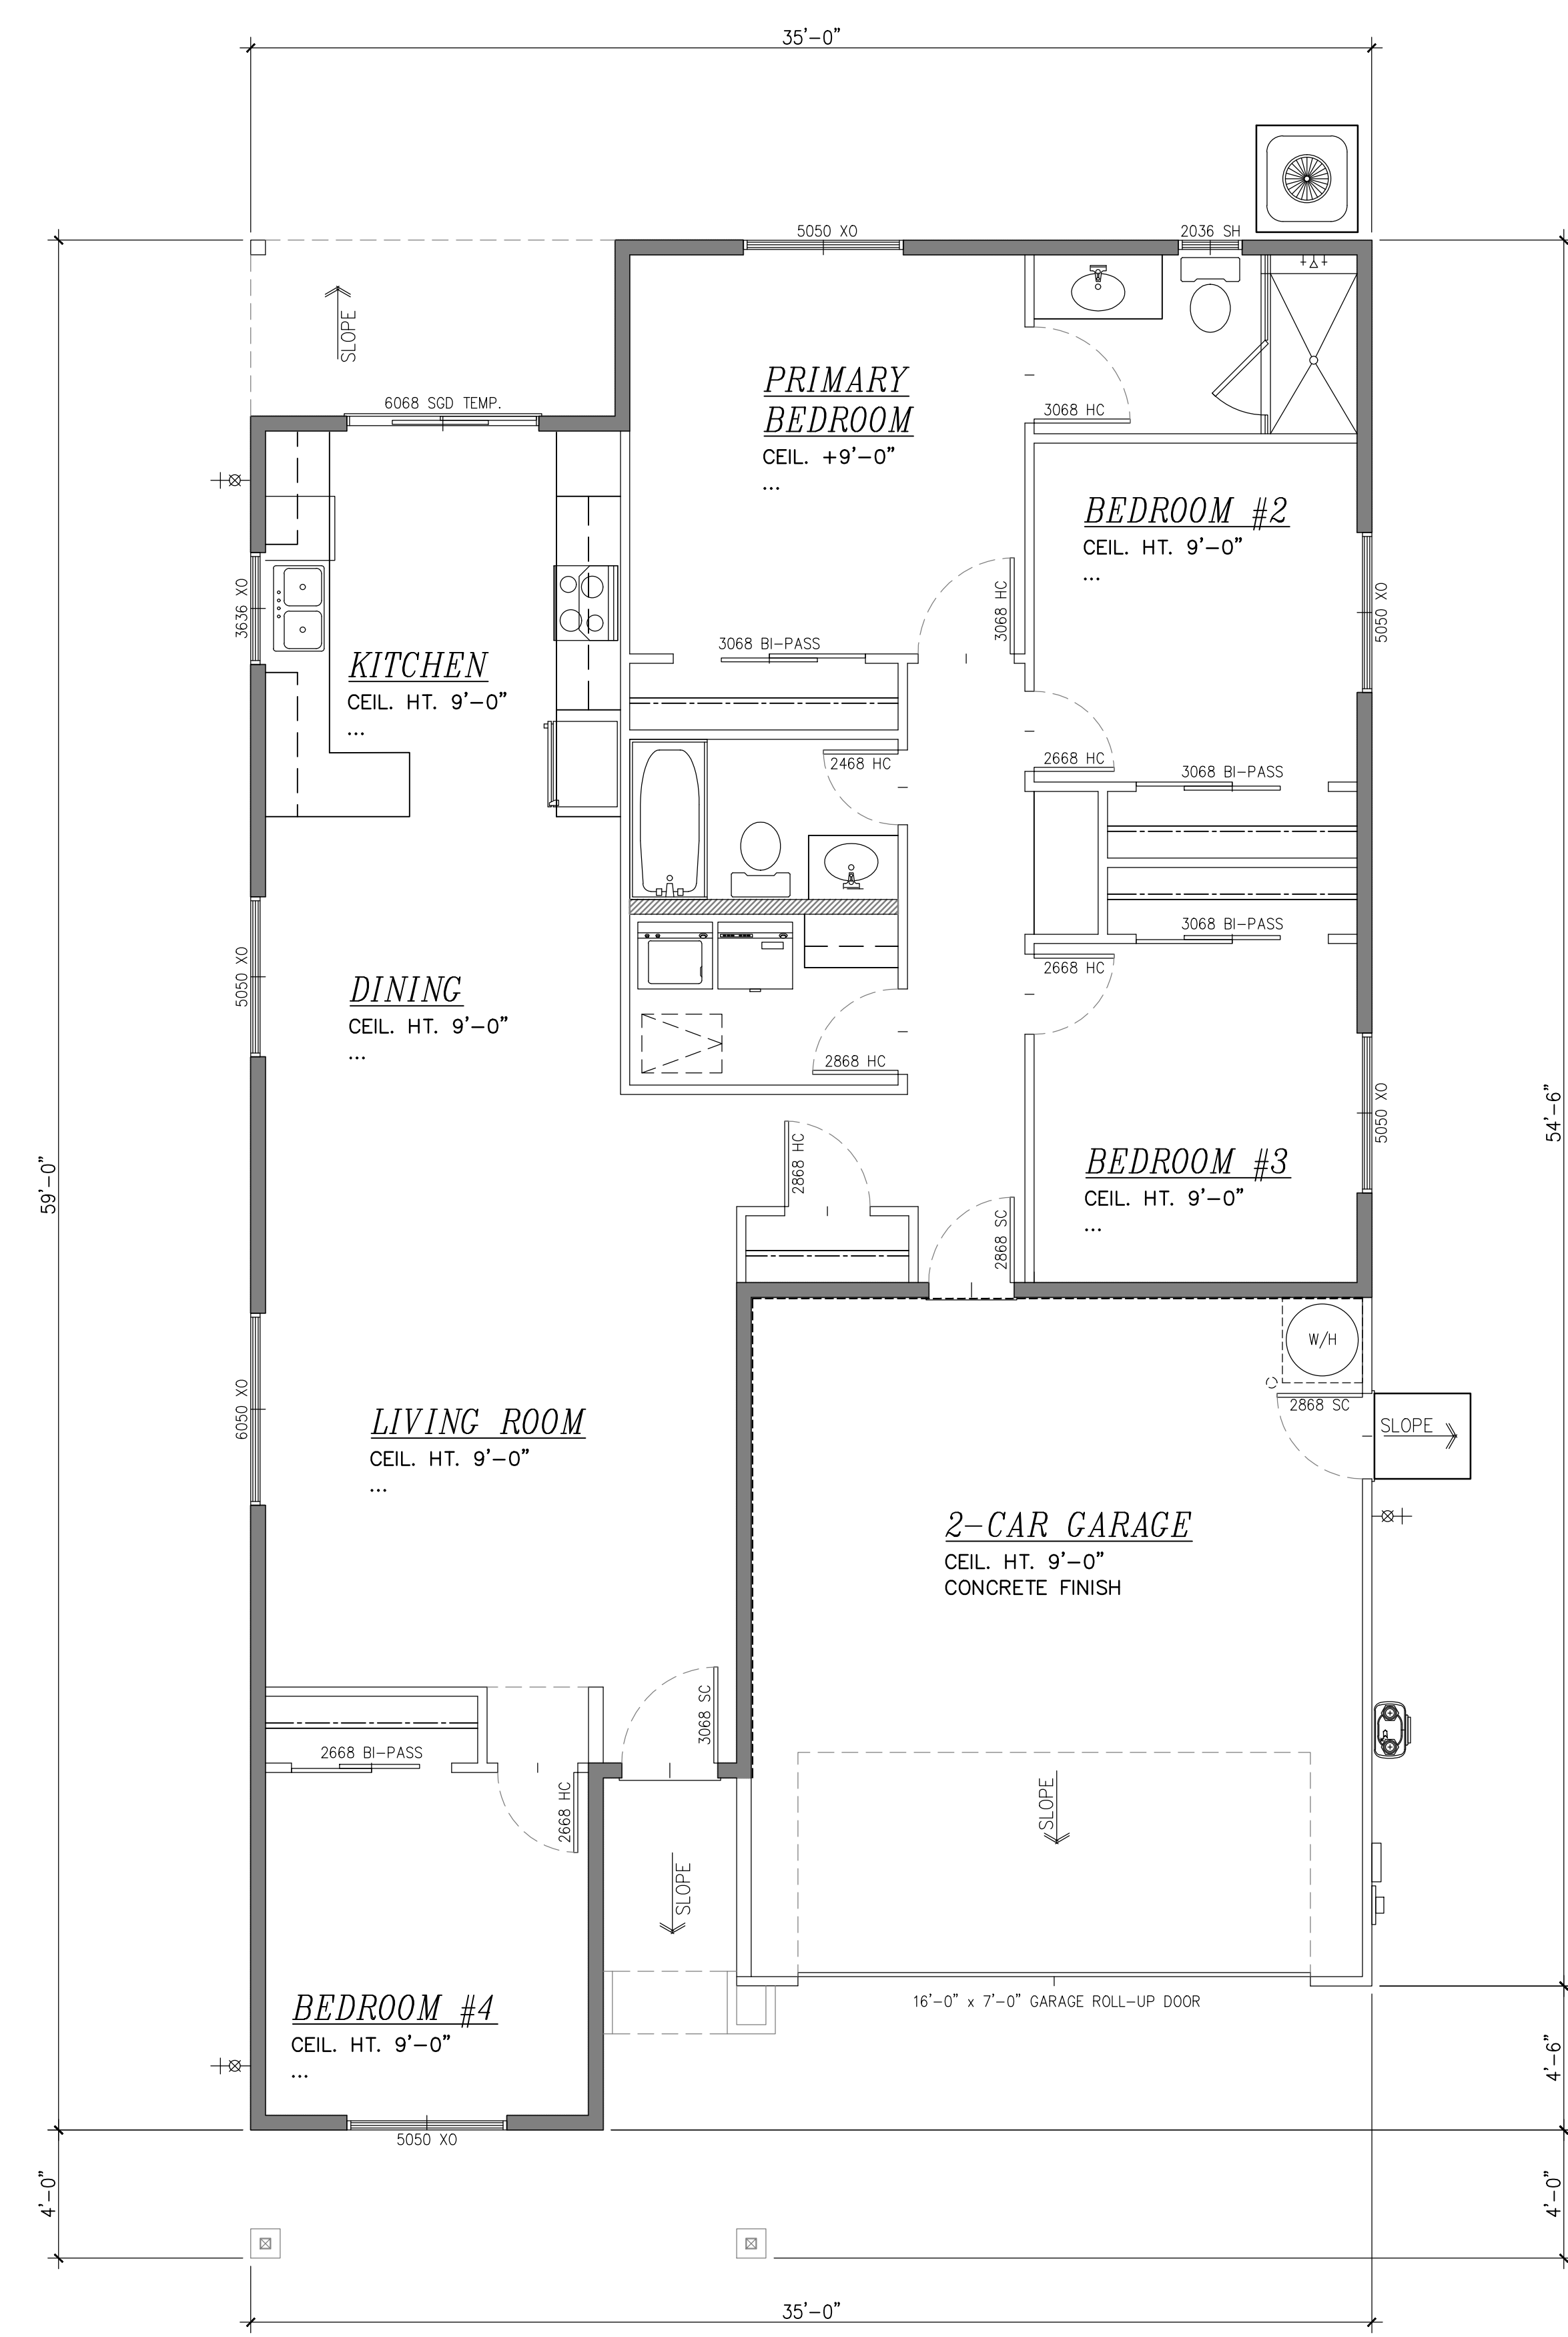 35'-0"
5050 XO
2036 SH
SLOPE
6068 SGD TEMP.
PRIMARY
BEDROOM
CEIL. +9'-0"
...
3068 HC
BEDROOM #2
CEIL. HT. 9'-0"
...
3636 XO
5050 XO
3068 HC
KITCHEN
CEIL. HT. 9'-0"
...
3068 BI-PASS
2468 HC
2668 HC
3068 BI-PASS
3068 BI-PASS
2668 HC
5050 XO
DINING
CEIL. HT. 9'-0"
...
2868 HC
5050 XO
59'-0"
54'-6"
2868 HC
BEDROOM #3
CEIL. HT. 9'-0"
...
2868 SC
W/H
6050 XO
LIVING ROOM
CEIL. HT. 9'-0"
...
2868 SC
SLOPE
2-CAR GARAGE
CEIL. HT. 9'-0"
CONCRETE FINISH
3068 SC
2668 BI-PASS
2668 HC
SLOPE
SLOPE
16'-0" x 7'-0" GARAGE ROLL-UP DOOR
BEDROOM #4
CEIL. HT. 9'-0"
...
4'-6"
5050 XO
4'-0"
4'-0"
35'-0"